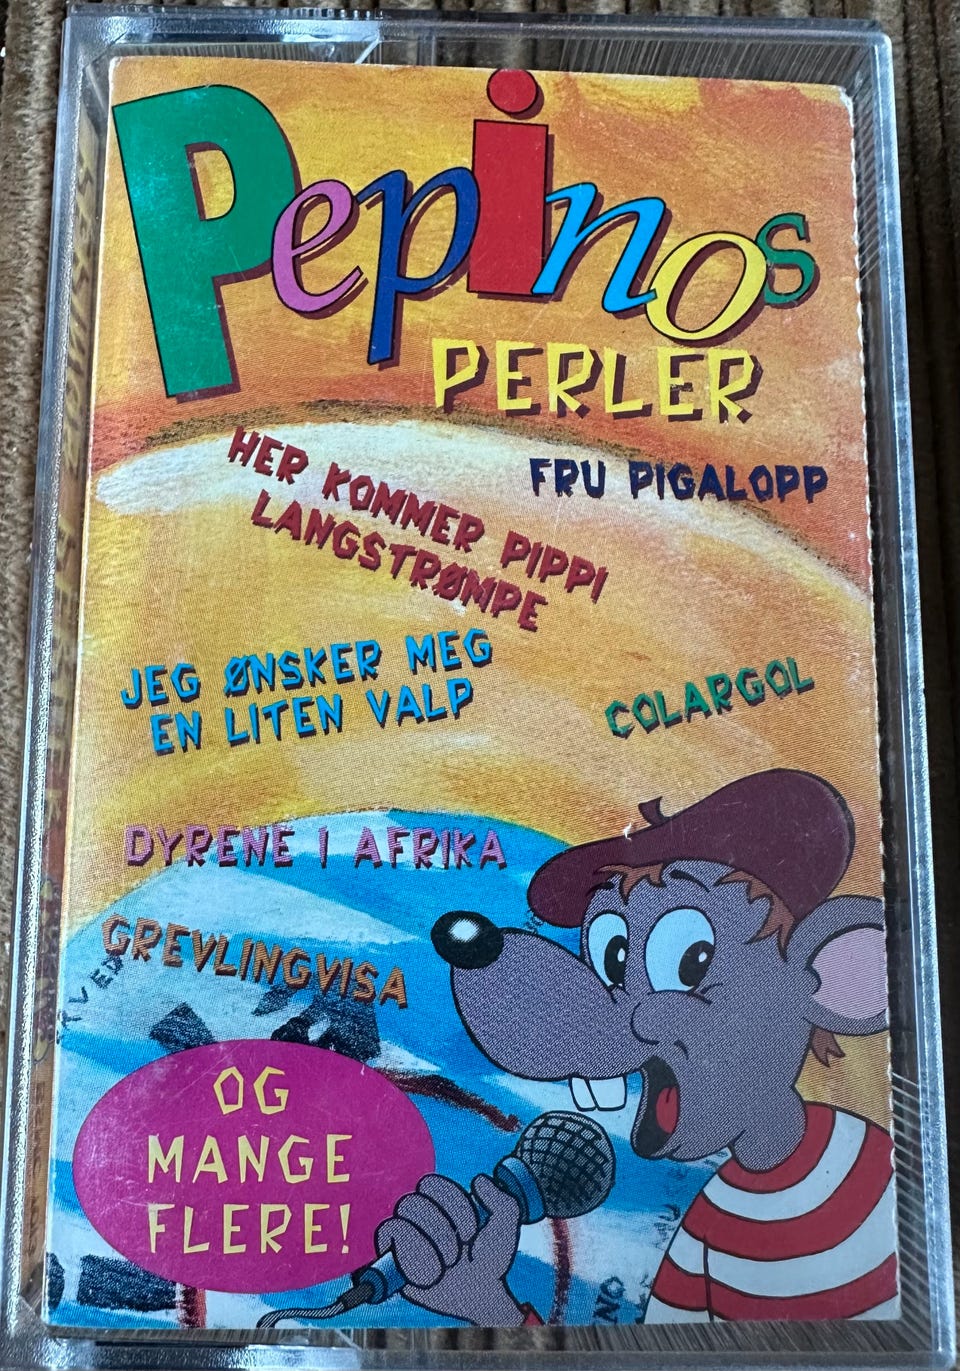 Pepinos
PERLER
HER KOMMER PIPPI
LANGSTRØMPE
FRU PIGALOPP
JEG ØNSKER MEG
EN LITEN VALP
COLARGOL
DYRENE I AFRIKA
GREVLINGVISA
OG
MANGE
FLERE!